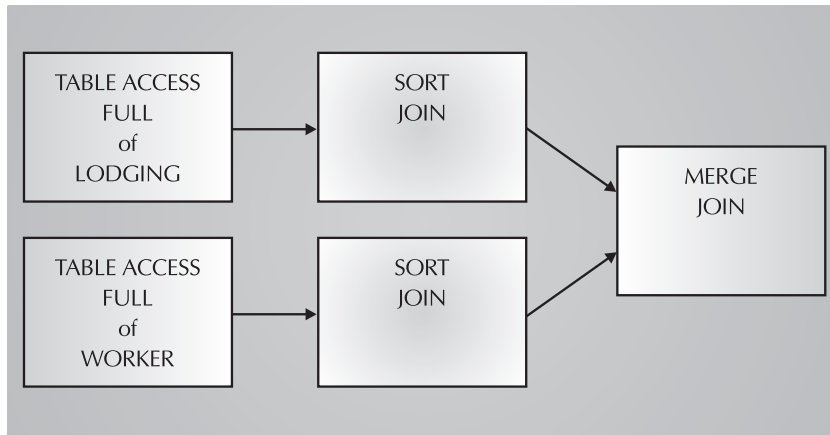 TABLE ACCESS
FULL
of
LODGING
SORT
JOIN
MERGE
JOIN
TABLE ACCESS
FULL
of
WORKER
SORT
JOIN